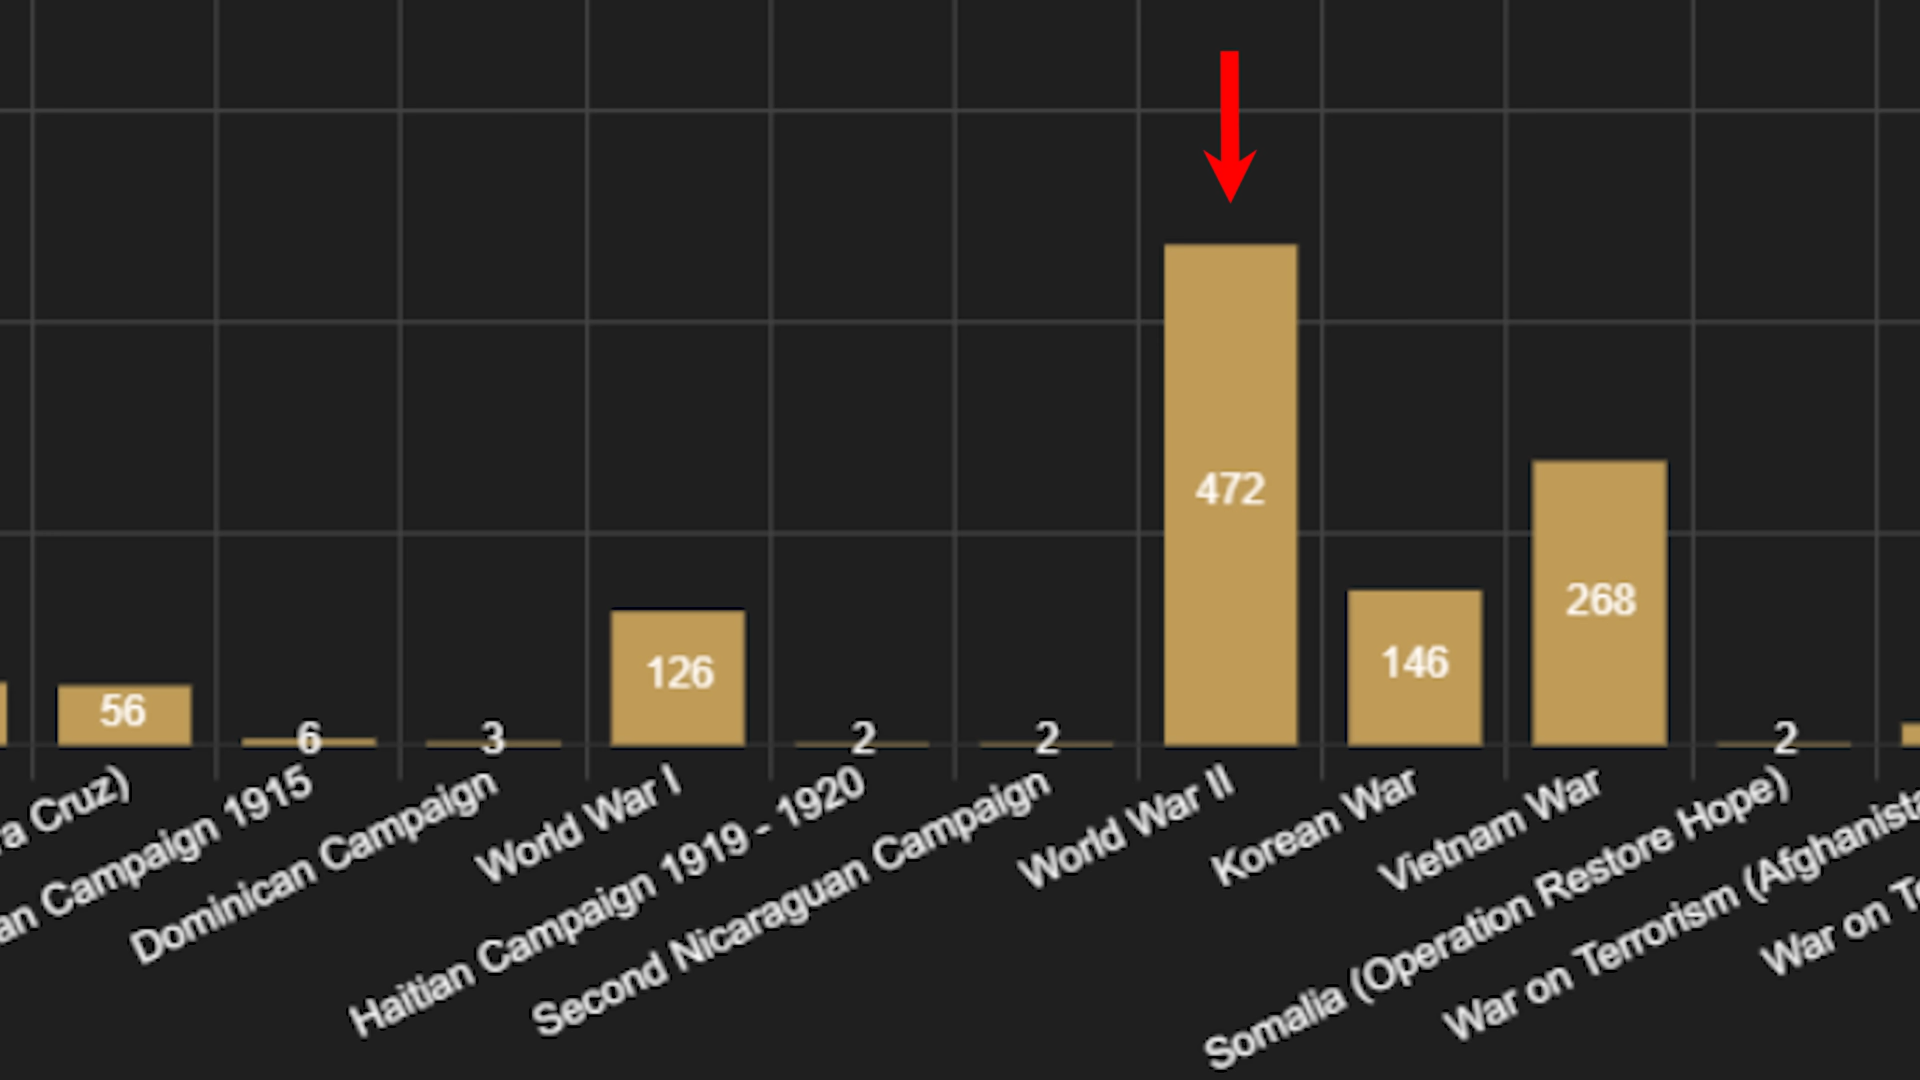 472
268
146
126
56
6
3
2
2
2
a Cruz)
an Campaign 1915
Dominican Campaign
World War I
Haitian Campaign 1919 - 1920
Second Nicaraguan Campaign
World War II
Korean War
Vietnam War
Somalia (Operation Restore Hope)
War on Terrorism (Afghanista
War on Te